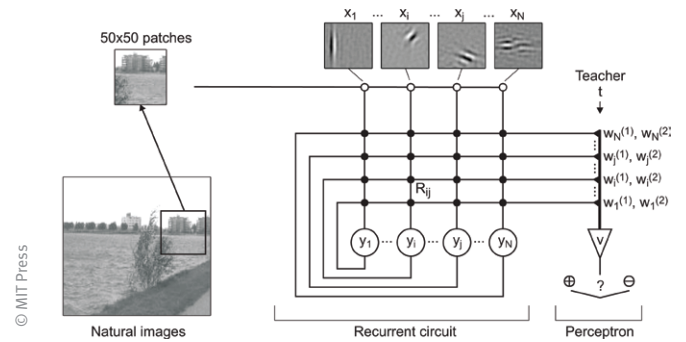 x1 ... xi ... xj ... xN
50x50 patches
Teacher
t
wN(1), wN(2)
wj(1), wj(2)
wi(1), wi(2)
w1(1), w1(2)
Rij
y1 ... yi ... yj ... yN
v
⊕ ? ⊖
© MIT Press
Natural images
Recurrent circuit
Perceptron